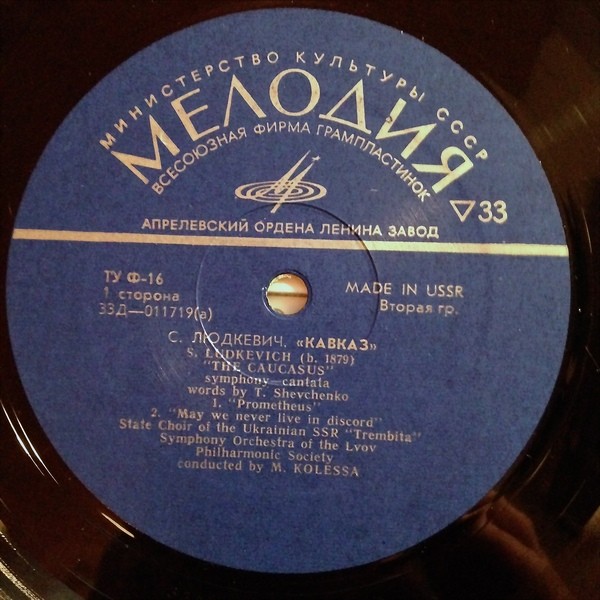 МИНИСТЕРСТВО КУЛЬТУРЫ СССР
МЕЛОДИЯ
ВСЕСОЮЗНАЯ ФИРМА ГРАМПЛАСТИНОК
33
АПРЕЛЕВСКИЙ ОРДЕНА ЛЕНИНА ЗАВОД
ТУ Ф-16
1 сторона
33Д—011719(а)
MADE IN USSR
Вторая гр.
С. ЛЮДКЕВИЧ. «КАВКАЗ»
S. LUDKEVICH (b. 1879)
"THE CAUCASUS"
symphony-cantata
words by T. Shevchenko
1. "Prometheus"
2. "May we never live in discord"
State Choir of the Ukrainian SSR "Trembita"
Symphony Orchestra of the Lvov
Philharmonic Society
conducted by M. KOLESSA